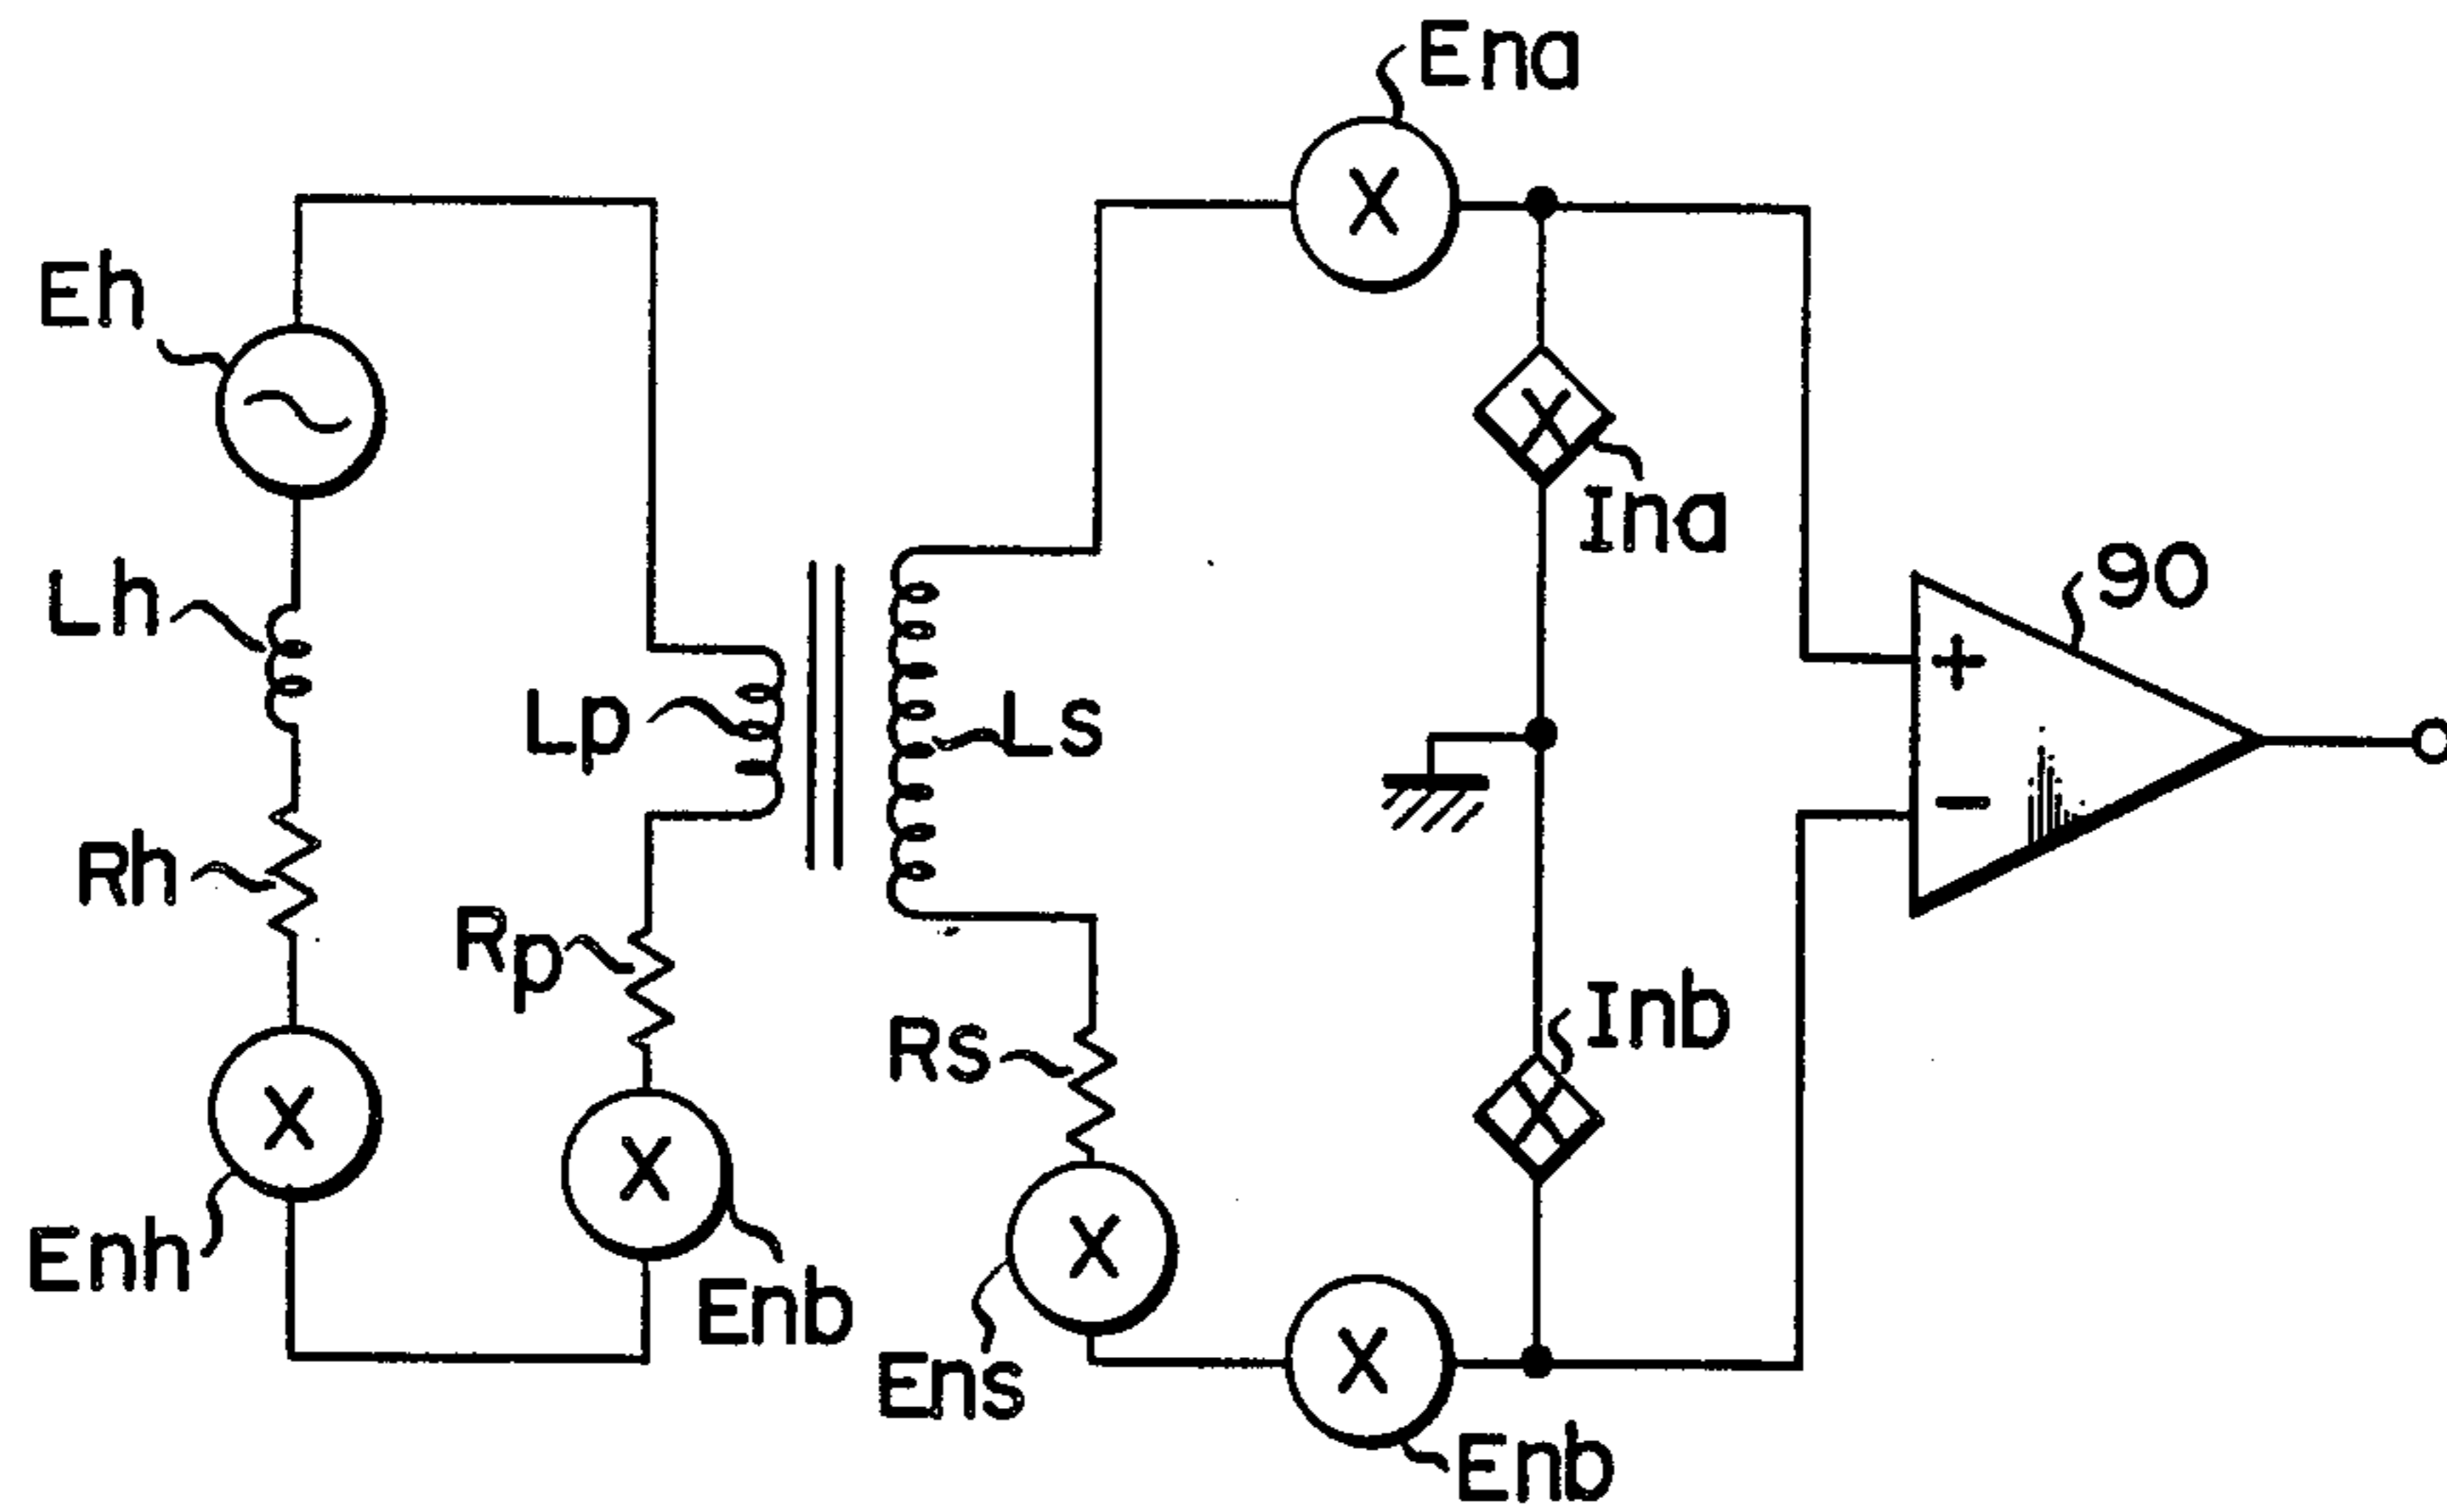 Ena
Eh
Ina
Lh
90
Lp
Ls
+
Rh
−
Rp
Inb
Rs
Enh
Enb
Ens
Enb